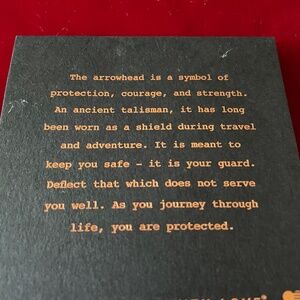 The arrowhead is a symbol of
protection, courage, and strength.
An ancient talisman, it has long
been worn as a shield during travel
and adventure. It is meant to
keep you safe – it is your guard.
Deflect that which does not serve
you well. As you journey through
life, you are protected.